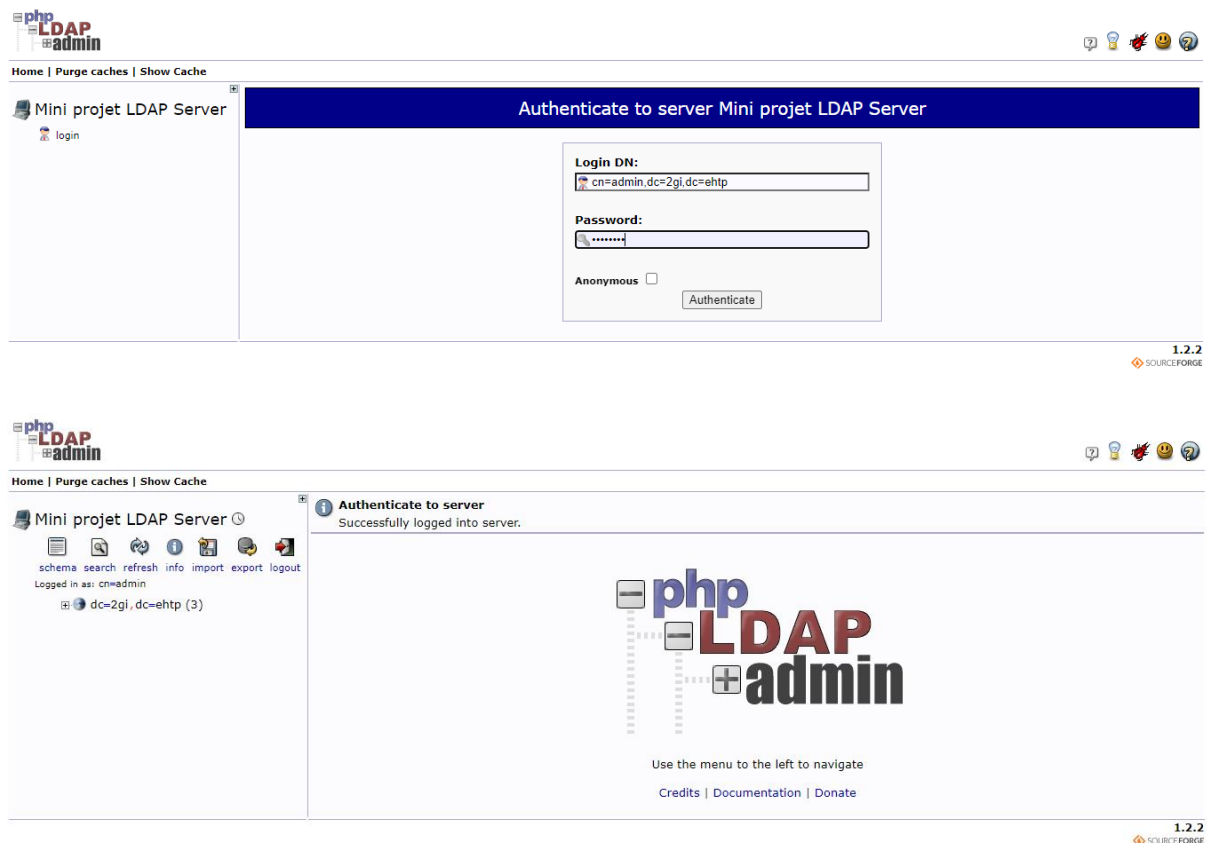 php
LDAP
admin
Home | Purge caches | Show Cache
Mini projet LDAP Server
login
Authenticate to server Mini projet LDAP Server
Login DN:
cn=admin,dc=2gi,dc=ehtp
Password:
••••••••
Anonymous
Authenticate
1.2.2
SOURCEFORGE
php
LDAP
admin
Home | Purge caches | Show Cache
Mini projet LDAP Server
schema search refresh info import export logout
Logged in as: cn=admin
dc=2gi,dc=ehtp (3)
Authenticate to server
Successfully logged into server.
php
LDAP
admin
Use the menu to the left to navigate
Credits | Documentation | Donate
1.2.2
SOURCEFORGE